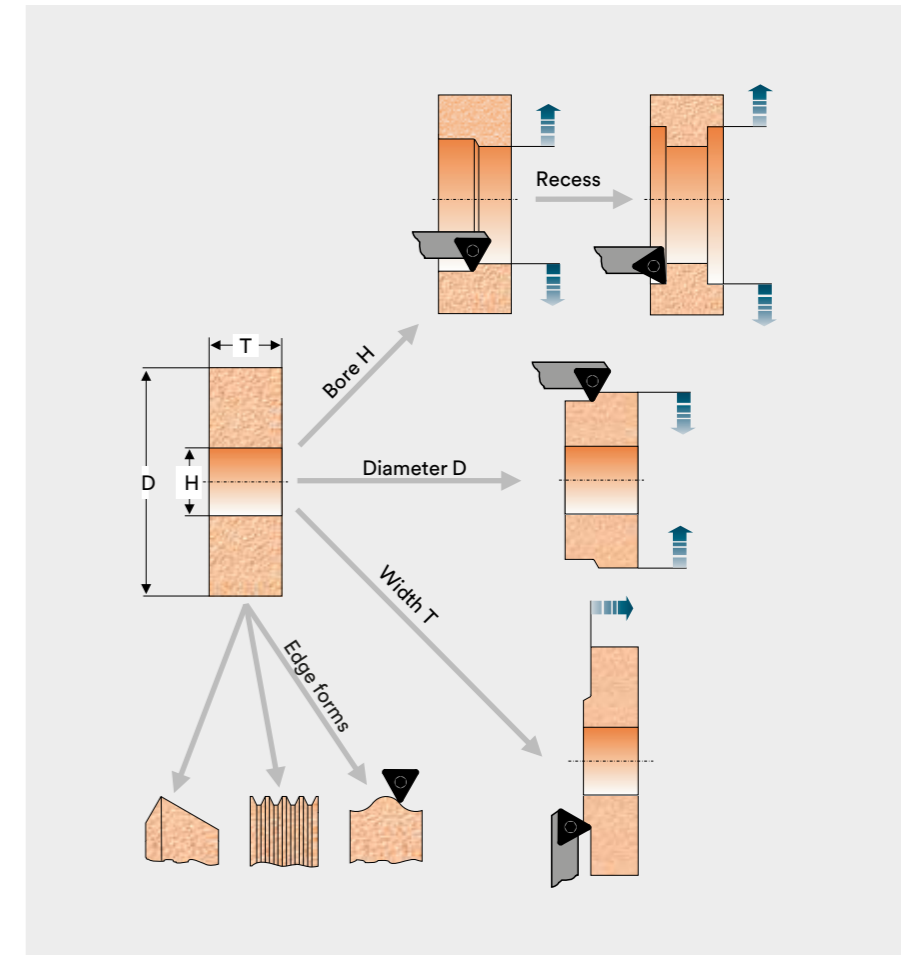 Recess
T
Bore H
D
H
Diameter D
Width T
Edge forms